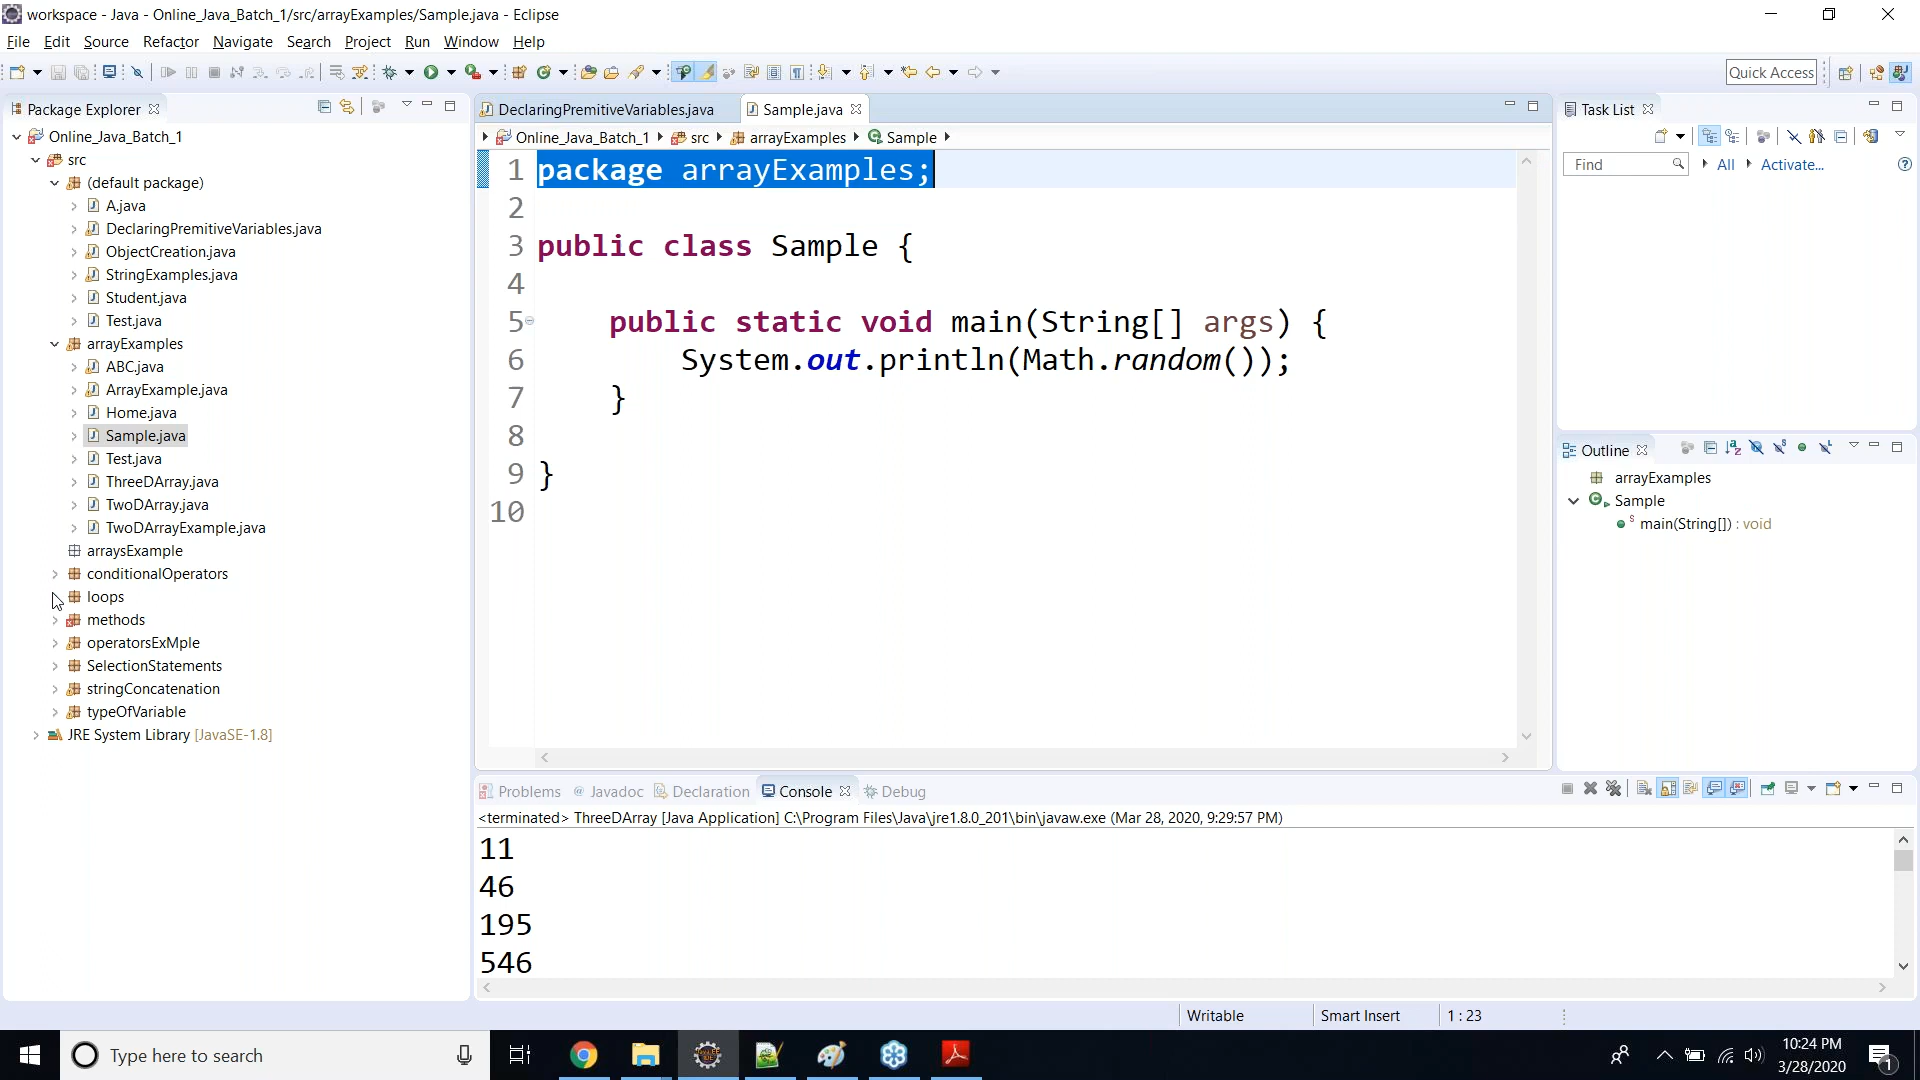 workspace - Java - Online_Java_Batch_1/src/arrayExamples/Sample.java - Eclipse
File Edit Source Refactor Navigate Search Project Run Window Help
Quick Access
Package Explorer
Online_Java_Batch_1
src
(default package)
A.java
DeclaringPremitiveVariables.java
ObjectCreation.java
StringExamples.java
Student.java
Test.java
arrayExamples
ABC.java
ArrayExample.java
Home.java
Sample.java
Test.java
ThreeDArray.java
TwoDArray.java
TwoDArrayExample.java
arraysExample
conditionalOperators
loops
methods
operatorsExMple
SelectionStatements
stringConcatenation
typeOfVariable
JRE System Library [JavaSE-1.8]
DeclaringPremitiveVariables.java Sample.java
Online_Java_Batch_1 src arrayExamples Sample
1 package arrayExamples;
2
3 public class Sample {
4
5 public static void main(String[] args) {
6 System.out.println(Math.random());
7 }
8
9 }
10
Task List
Find All Activate...
Outline
arrayExamples
Sample
main(String[]) : void
Problems Javadoc Declaration Console Debug
<terminated> ThreeDArray [Java Application] C:\Program Files\Java\jre1.8.0_201\bin\javaw.exe (Mar 28, 2020, 9:29:57 PM)
11
46
195
546
Writable Smart Insert 1 : 23
Type here to search
10:24 PM
3/28/2020
1